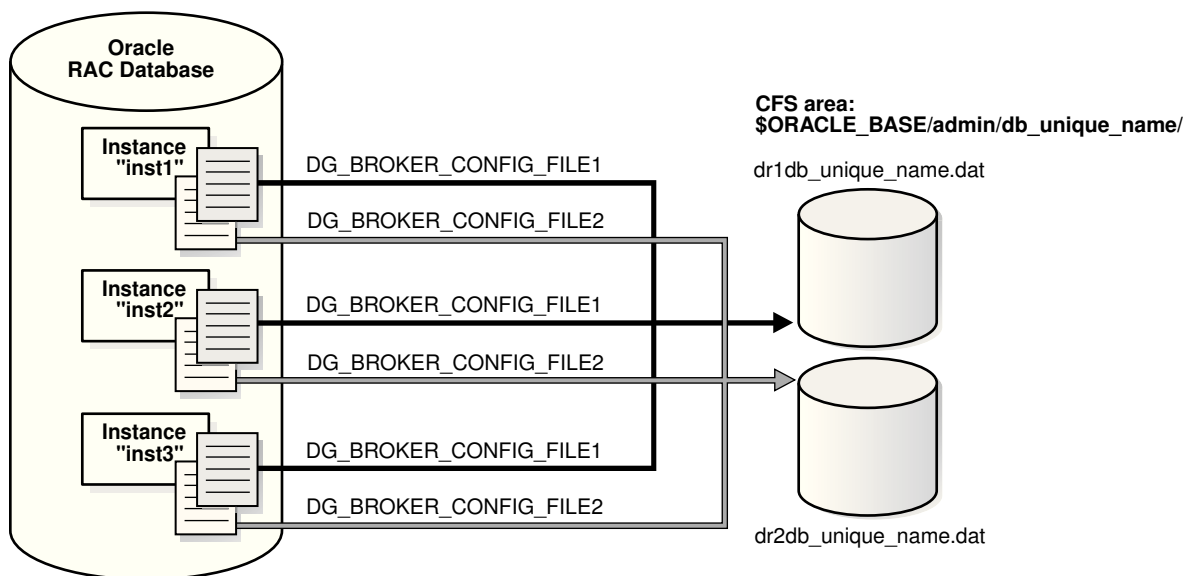 Oracle
RAC Database
CFS area:
$ORACLE_BASE/admin/db_unique_name/
Instance
"inst1"
DG_BROKER_CONFIG_FILE1
dr1db_unique_name.dat
DG_BROKER_CONFIG_FILE2
Instance
"inst2"
DG_BROKER_CONFIG_FILE1
DG_BROKER_CONFIG_FILE2
Instance
"inst3"
DG_BROKER_CONFIG_FILE1
DG_BROKER_CONFIG_FILE2
dr2db_unique_name.dat